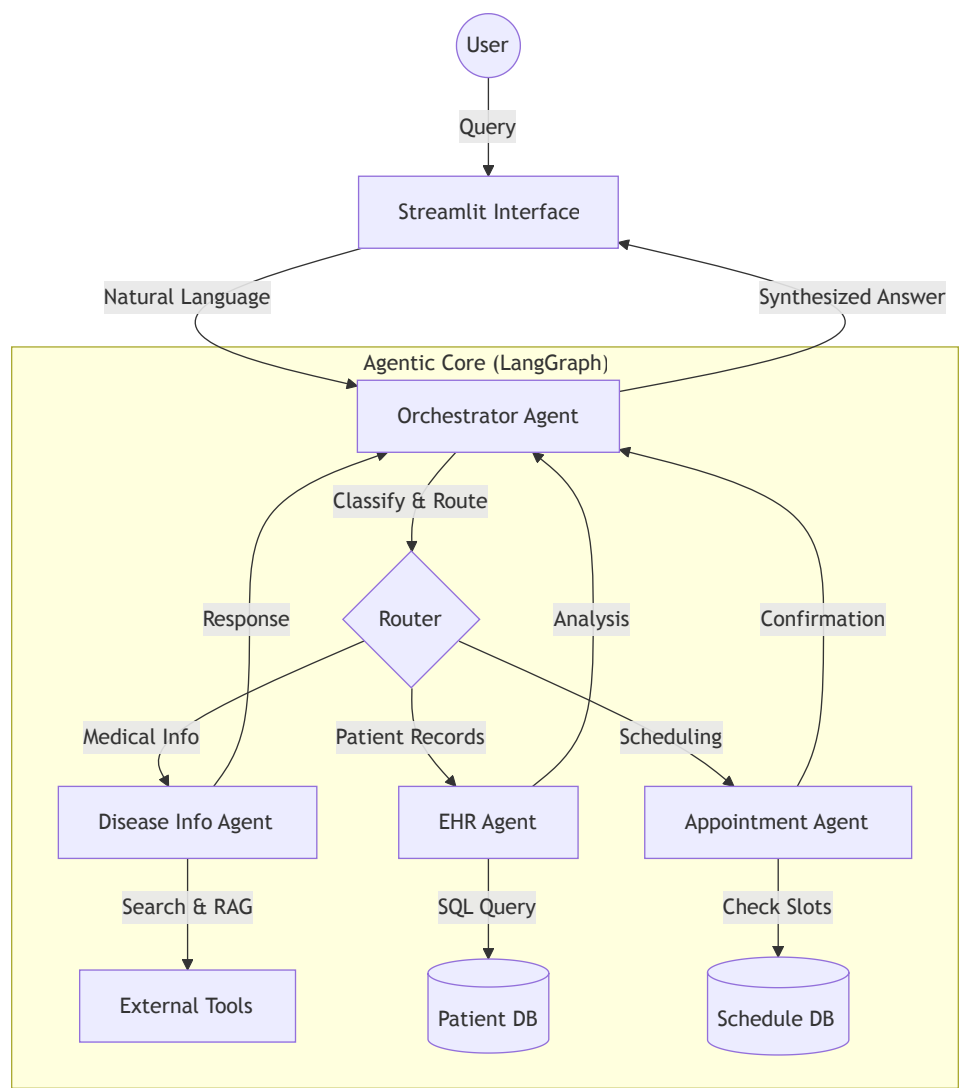 User
Query
Streamlit Interface
Natural Language
Synthesized Answer
Agentic Core (LangGraph)
Orchestrator Agent
Classify & Route
Response
Router
Analysis
Confirmation
Medical Info
Patient Records
Scheduling
Disease Info Agent
EHR Agent
Appointment Agent
Search & RAG
SQL Query
Check Slots
External Tools
Patient DB
Schedule DB